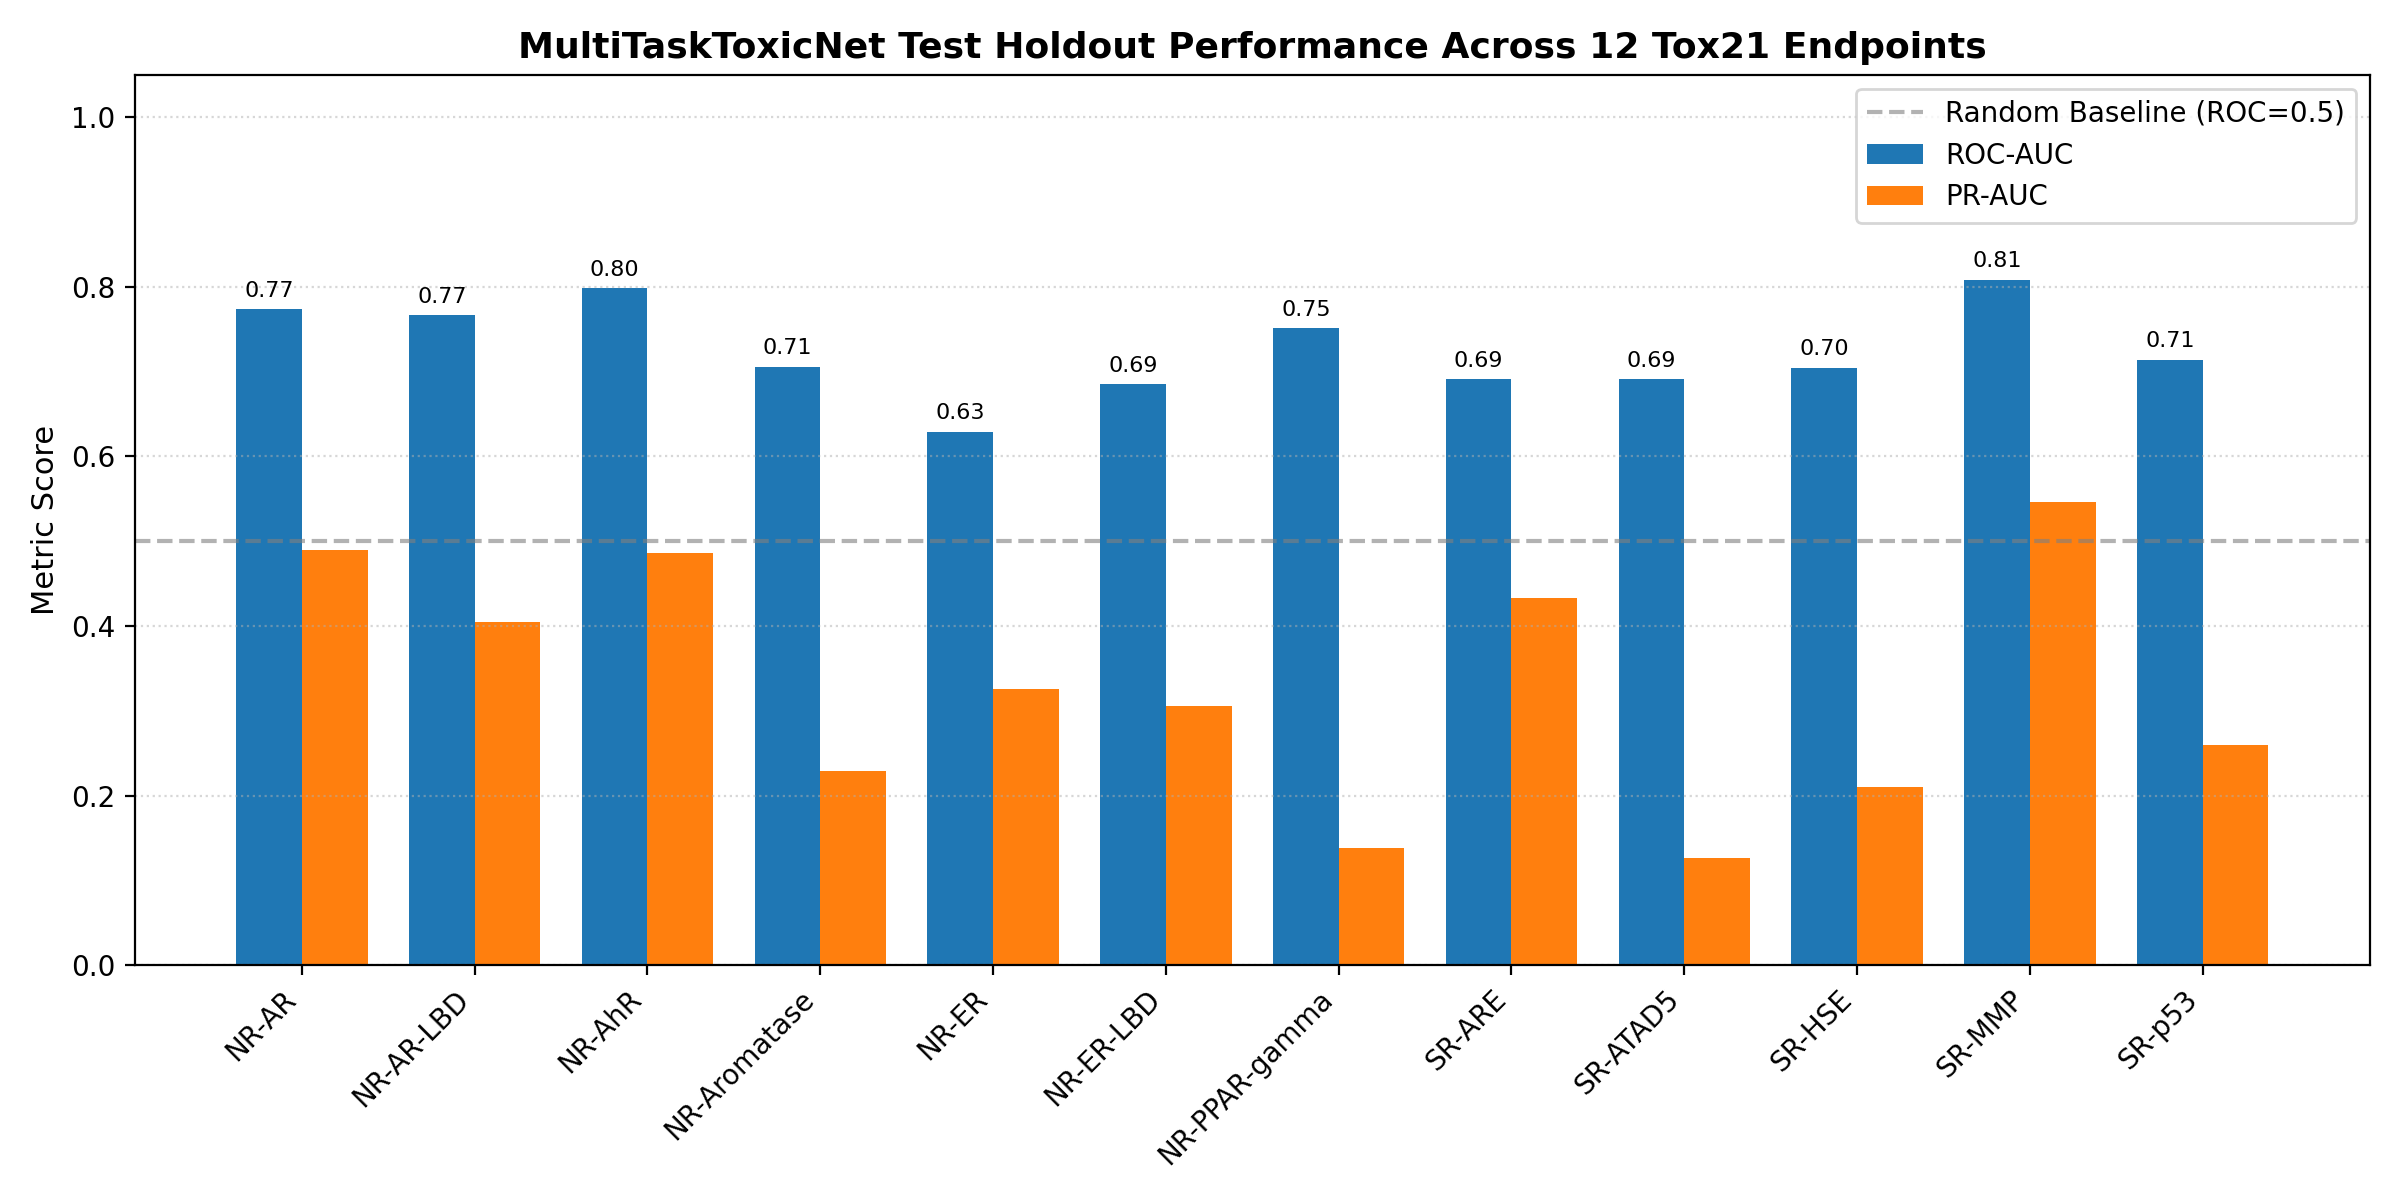 MultiTaskToxicNet Test Holdout Performance Across 12 Tox21 Endpoints
Random Baseline (ROC=0.5)
ROC-AUC
PR-AUC
Metric Score
1.0
0.8
0.6
0.4
0.2
0.0
0.77
0.77
0.80
0.71
0.63
0.69
0.75
0.69
0.69
0.70
0.81
0.71
NR-AR
NR-AR-LBD
NR-AhR
NR-Aromatase
NR-ER
NR-ER-LBD
NR-PPAR-gamma
SR-ARE
SR-ATAD5
SR-HSE
SR-MMP
SR-p53